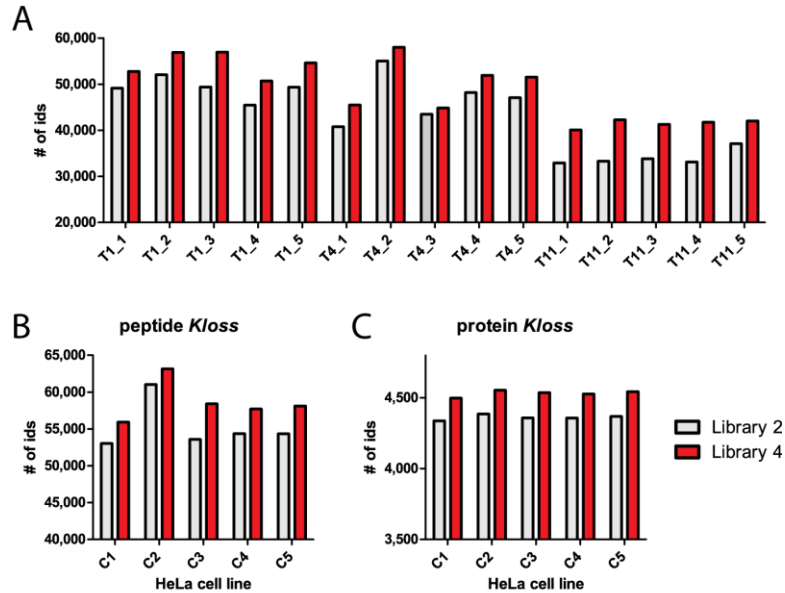 A
60,000
50,000
40,000
30,000
20,000
# of ids
T1_1
T1_2
T1_3
T1_4
T1_5
T4_1
T4_2
T4_3
T4_4
T4_5
T11_1
T11_2
T11_3
T11_4
T11_5
B
peptide Kloss
65,000
60,000
55,000
50,000
45,000
40,000
# of ids
C1
C2
C3
C4
C5
HeLa cell line
C
protein Kloss
4,500
4,000
3,500
# of ids
C1
C2
C3
C4
C5
HeLa cell line
Library 2
Library 4